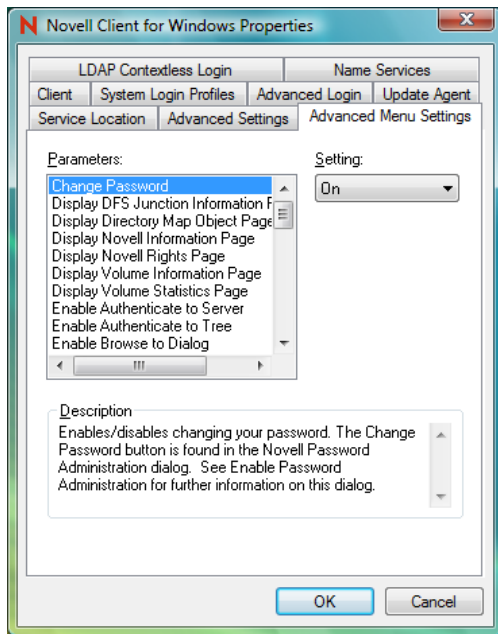 Novell Client for Windows Properties
LDAP Contextless Login
Name Services
Client
System Login Profiles
Advanced Login
Update Agent
Service Location
Advanced Settings
Advanced Menu Settings
Parameters:
Setting:
Change Password
On
Display DFS Junction Information
Display Directory Map Object Page
Display Novell Information Page
Display Novell Rights Page
Display Volume Information Page
Display Volume Statistics Page
Enable Authenticate to Server
Enable Authenticate to Tree
Enable Browse to Dialog
Description
Enables/disables changing your password. The Change
Password button is found in the Novell Password
Administration dialog. See Enable Password
Administration for further information on this dialog.
OK
Cancel